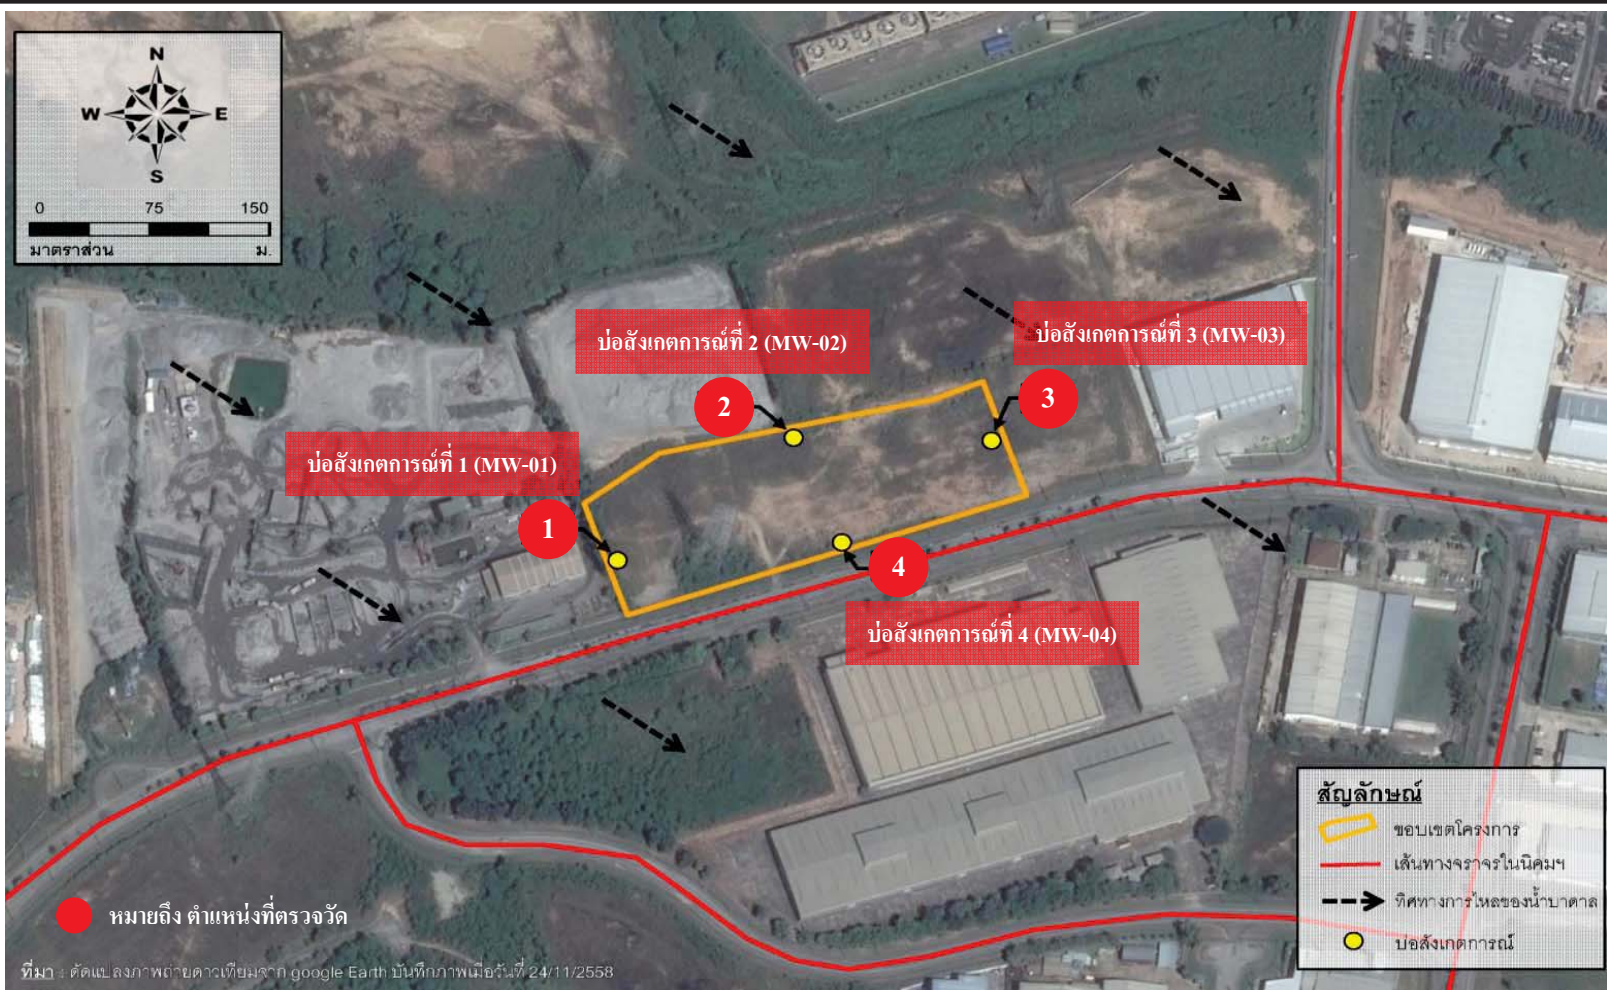 N
W E
S
0 75 150
มาตราส่วน ม.
บ่อสังเกตการณ์ที่ 2 (MW-02)
บ่อสังเกตการณ์ที่ 3 (MW-03)
2
3
บ่อสังเกตการณ์ที่ 1 (MW-01)
1
4
บ่อสังเกตการณ์ที่ 4 (MW-04)
สัญลักษณ์
ขอบเขตโครงการ
เส้นทางจราจรในนิคมฯ
ทิศทางการไหลของน้ำบาดาล
บ่อสังเกตการณ์
หมายถึง ตำแหน่งที่ตรวจวัด
ที่มา : ดัดแปลงภาพถ่ายดาวเทียมจาก google Earth บันทึกภาพเมื่อวันที่ 24/11/2558